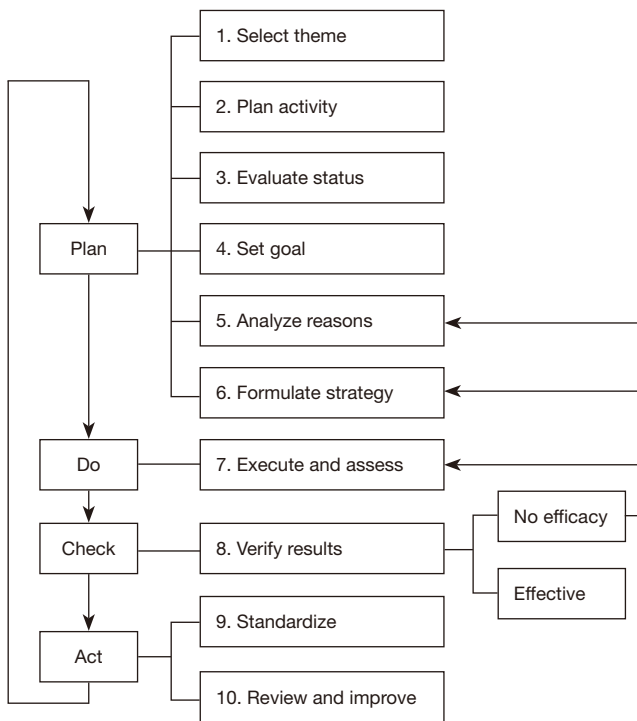 1. Select theme
2. Plan activity
3. Evaluate status
Plan
4. Set goal
5. Analyze reasons
6. Formulate strategy
Do
7. Execute and assess
No efficacy
Check
8. Verify results
Effective
9. Standardize
Act
10. Review and improve